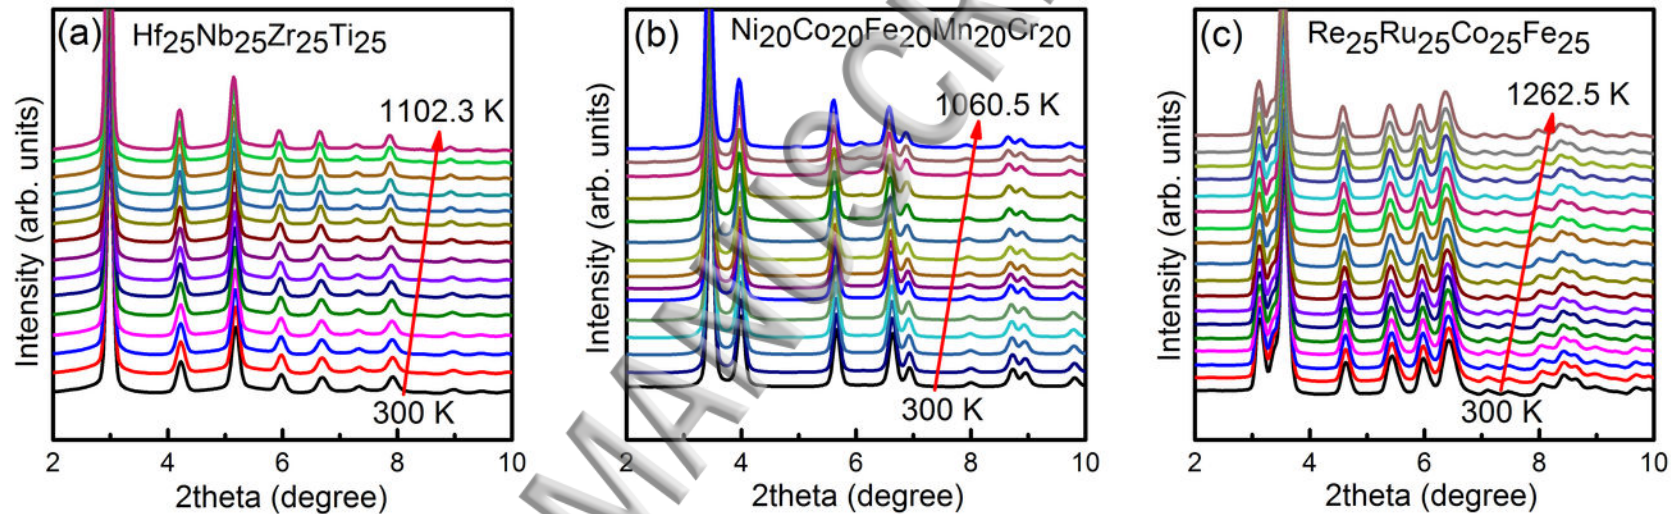 (a) Hf25Nb25Zr25Ti25
1102.3 K
300 K
Intensity (arb. units)
2 4 6 8 10
2theta (degree)
(b) Ni20Co20Fe20Mn20Cr20
1060.5 K
300 K
Intensity (arb. units)
2 4 6 8 10
2theta (degree)
(c) Re25Ru25Co25Fe25
1262.5 K
300 K
Intensity (arb. units)
2 4 6 8 10
2theta (degree)